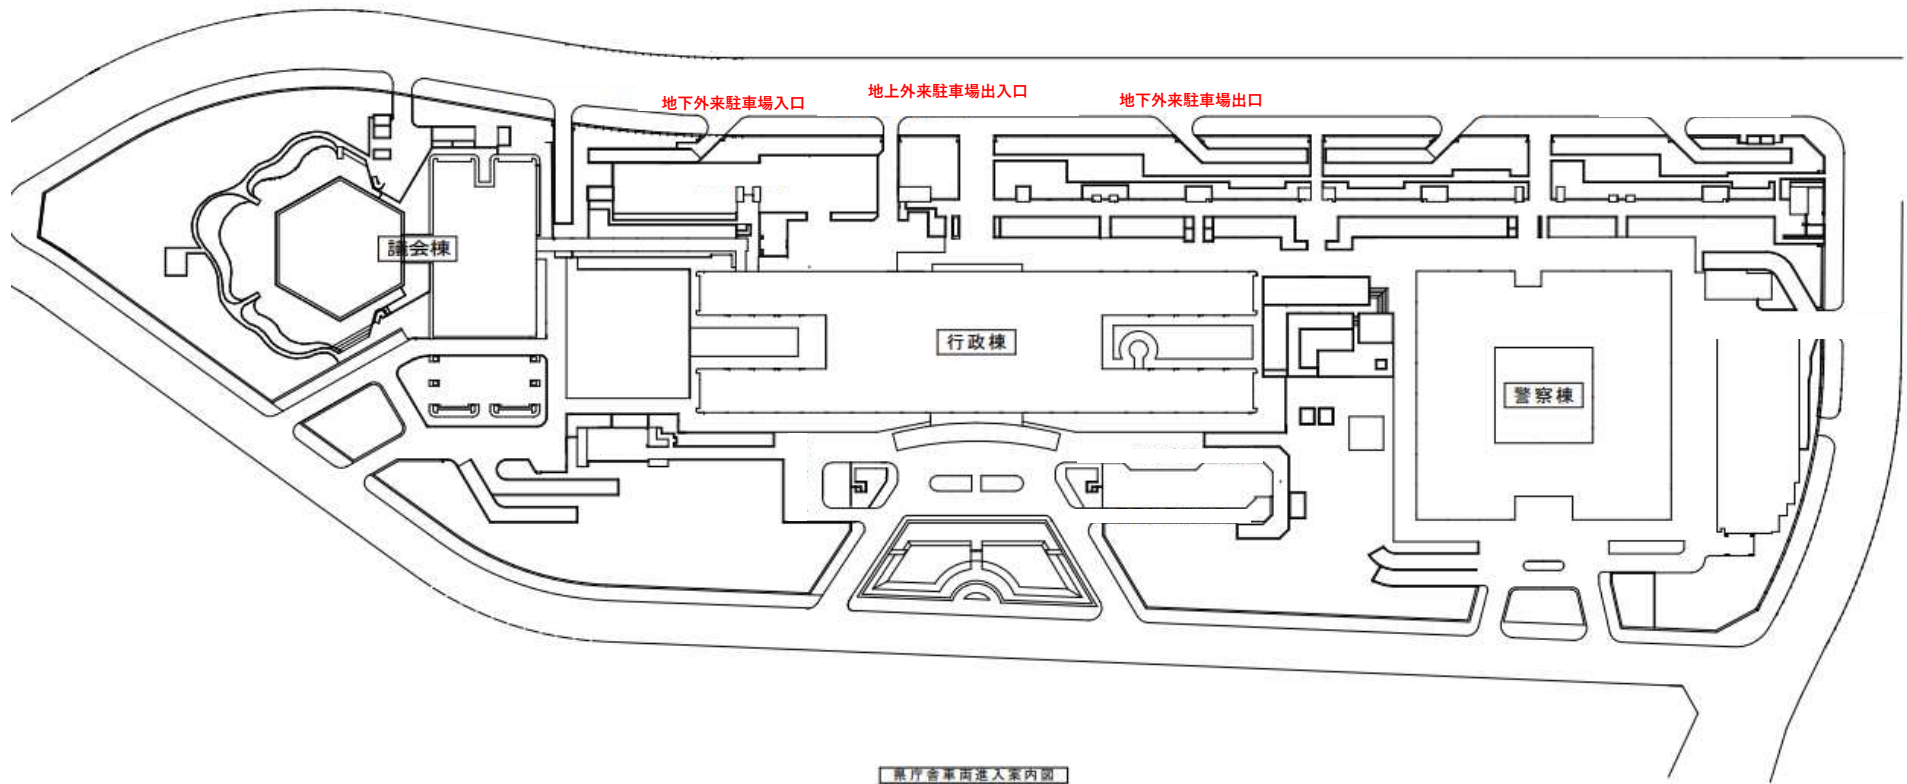 地下外来駐車場入口
地上外来駐車場出入口
地下外来駐車場出口
議会棟
行政棟
警察棟
県庁舎車両進入案内図